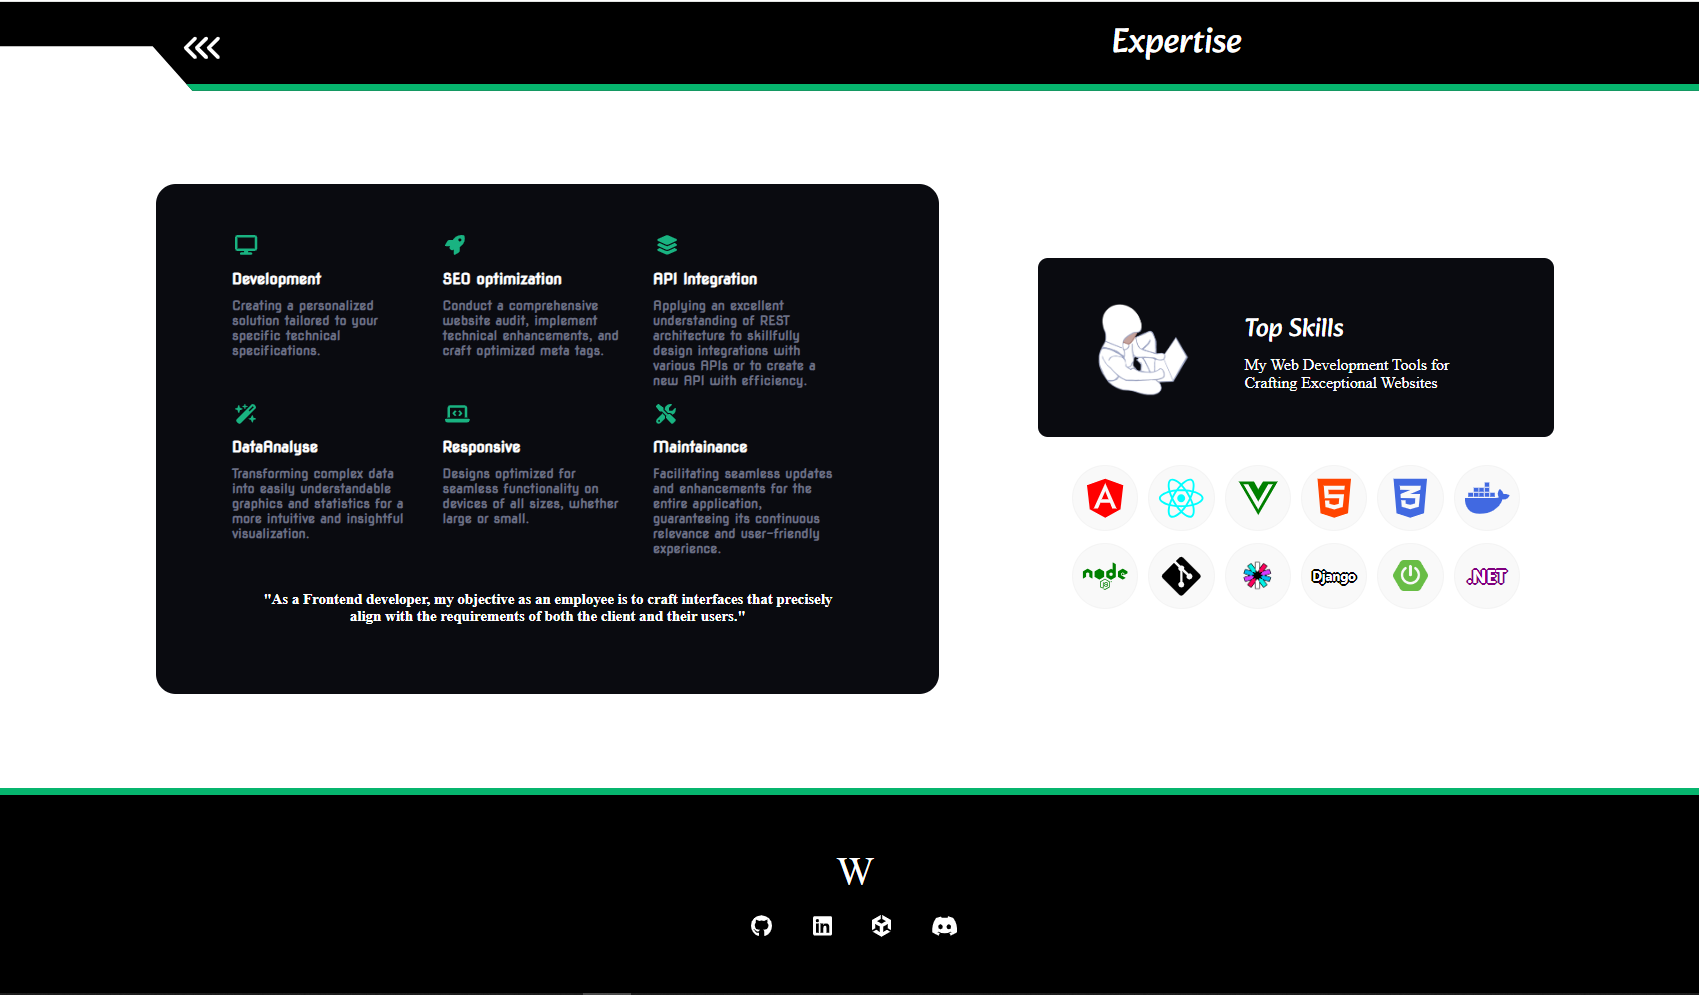 Expertise
Development
Creating a personalized
solution tailored to your
specific technical
specifications.
SEO optimization
Conduct a comprehensive
website audit, implement
technical enhancements, and
craft optimized meta tags.
API Integration
Applying an excellent
understanding of REST
architecture to skillfully
design integrations with
various APIs or to create a
new API with efficiency.
DataAnalyse
Transforming complex data
into easily understandable
graphics and statistics for a
more intuitive and insightful
visualization.
Responsive
Designs optimized for
seamless functionality on
devices of all sizes, whether
large or small.
Maintainance
Facilitating seamless updates
and enhancements for the
entire application,
guaranteeing its continuous
relevance and user-friendly
experience.
"As a Frontend developer, my objective as an employee is to craft interfaces that precisely
align with the requirements of both the client and their users."
Top Skills
My Web Development Tools for
Crafting Exceptional Websites
A
5
3
node
JS
Django
.NET
W
in